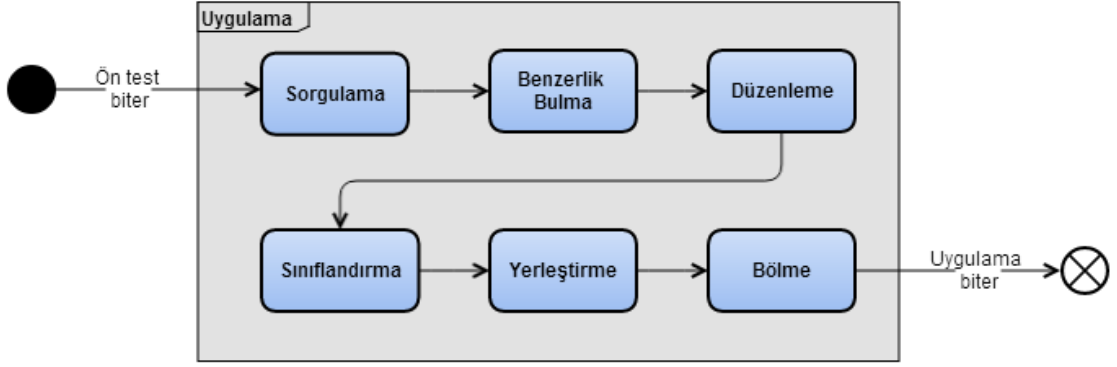 Uygulama
Ön test
biter
Sorgulama
Benzerlik
Bulma
Düzenleme
Sınıflandırma
Yerleştirme
Bölme
Uygulama
biter